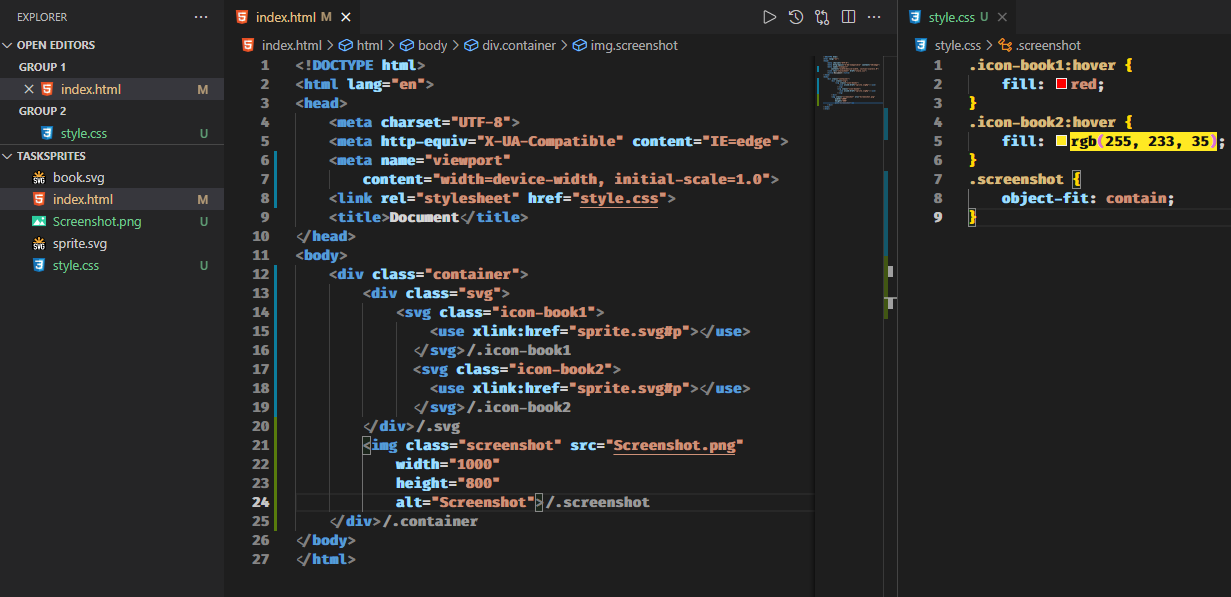 EXPLORER
OPEN EDITORS
GROUP 1
index.html M
GROUP 2
style.css U
TASKSPRITES
book.svg
index.html M
Screenshot.png U
sprite.svg
style.css U
index.html M
index.html > html > body > div.container > img.screenshot
1 <!DOCTYPE html>
2 <html lang="en">
3 <head>
4 <meta charset="UTF-8">
5 <meta http-equiv="X-UA-Compatible" content="IE=edge">
6 <meta name="viewport"
7 content="width=device-width, initial-scale=1.0">
8 <link rel="stylesheet" href="style.css">
9 <title>Document</title>
10 </head>
11 <body>
12 <div class="container">
13 <div class="svg">
14 <svg class="icon-book1">
15 <use xlink:href="sprite.svg#p"></use>
16 </svg>/.icon-book1
17 <svg class="icon-book2">
18 <use xlink:href="sprite.svg#p"></use>
19 </svg>/.icon-book2
20 </div>/.svg
21 <img class="screenshot" src="Screenshot.png"
22 width="1000"
23 height="800"
24 alt="Screenshot">/.screenshot
25 </div>/.container
26 </body>
27 </html>
style.css U
style.css > .screenshot
1 .icon-book1:hover {
2 fill: red;
3 }
4 .icon-book2:hover {
5 fill: rgb(255, 233, 35);
6 }
7 .screenshot {
8 object-fit: contain;
9 }